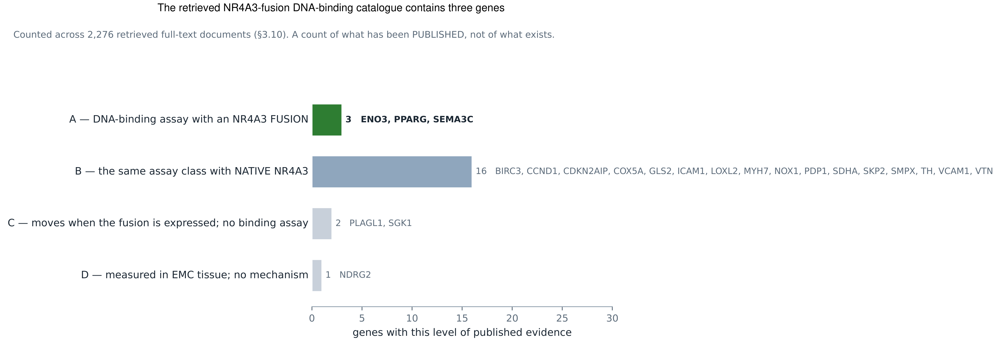 The retrieved NR4A3-fusion DNA-binding catalogue contains three genes
Counted across 2,276 retrieved full-text documents (§3.10). A count of what has been PUBLISHED, not of what exists.
A — DNA-binding assay with an NR4A3 FUSION 3 ENO3, PPARG, SEMA3C
B — the same assay class with NATIVE NR4A3 16 BIRC3, CCND1, CDKN2AIP, COX5A, GLS2, ICAM1, LOXL2, MYH7, NOX1, PDP1, SDHA, SKP2, SMPX, TH, VCAM1, VTN
C — moves when the fusion is expressed; no binding assay 2 PLAGL1, SGK1
D — measured in EMC tissue; no mechanism 1 NDRG2
0 5 10 15 20 25 30
genes with this level of published evidence